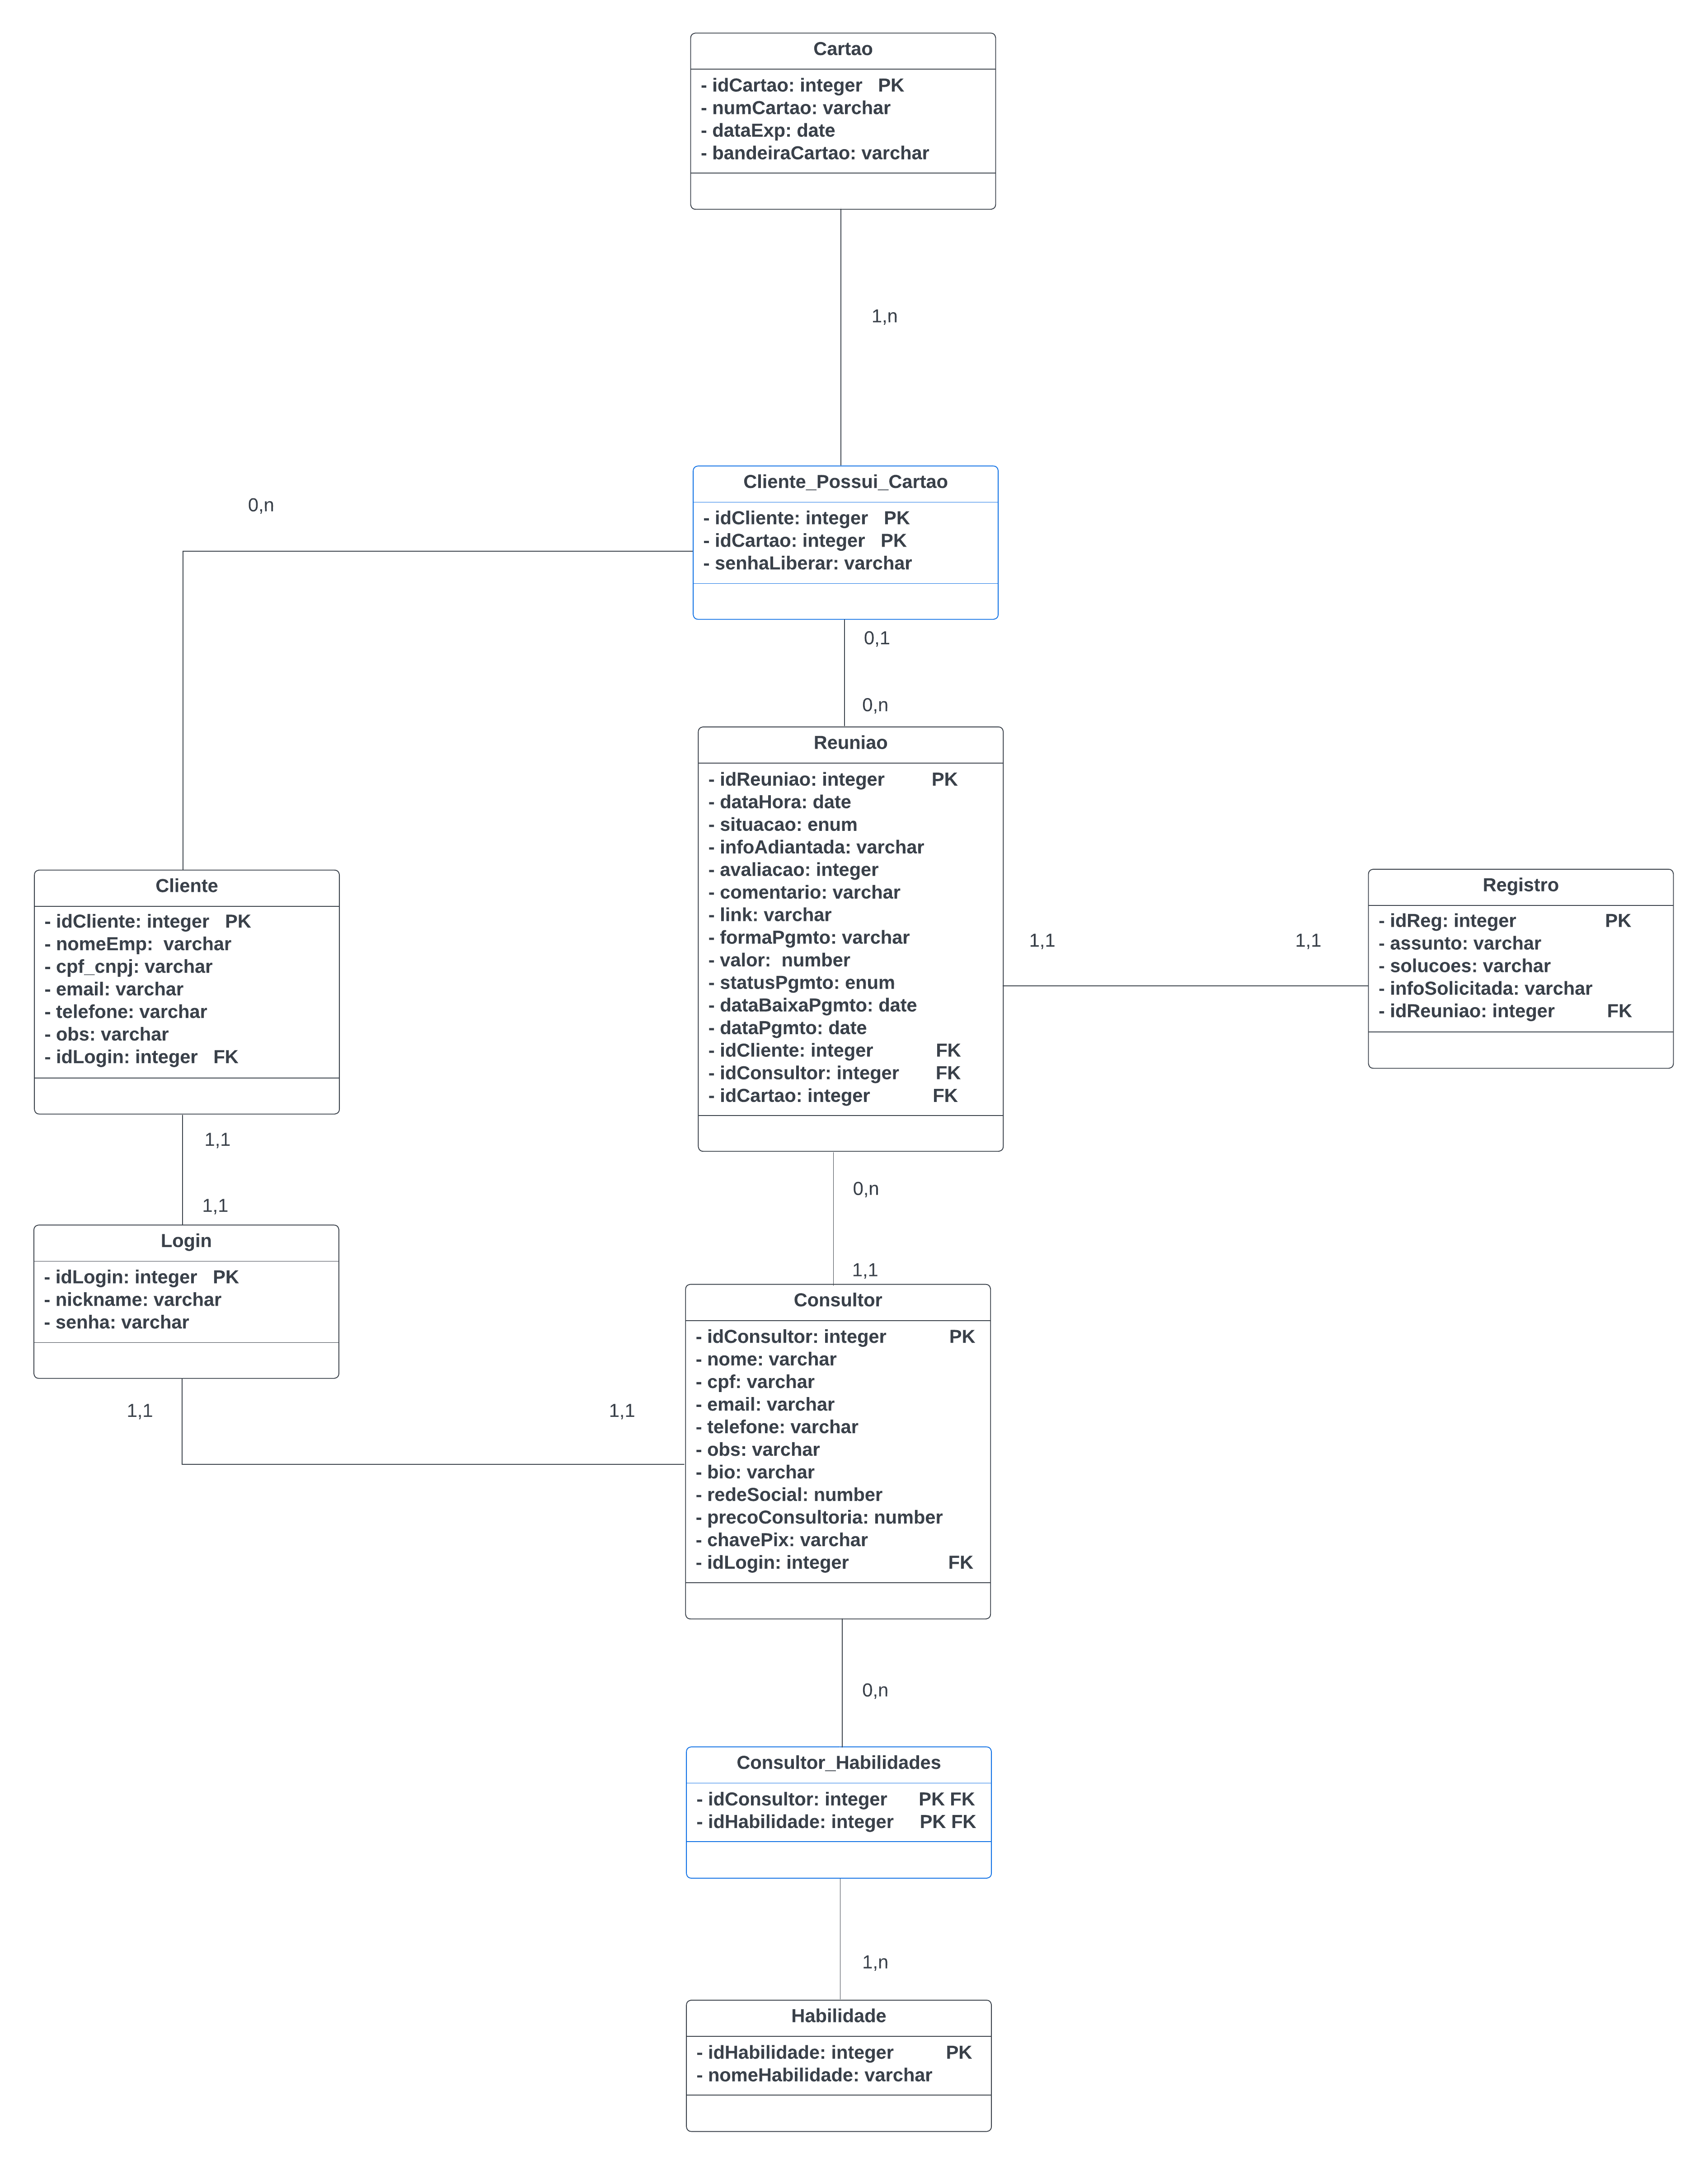 Cartao
- idCartao: integer   PK
- numCartao: varchar
- dataExp: date
- bandeiraCartao: varchar
1,n
Cliente_Possui_Cartao
- idCliente: integer   PK
- idCartao: integer   PK
- senhaLiberar: varchar
0,n
0,1
0,n
Reuniao
- idReuniao: integer   PK
- dataHora: date
- situacao: enum
- infoAdiantada: varchar
- avaliacao: integer
- comentario: varchar
- link: varchar
- formaPgmto: varchar
- valor:  number
- statusPgmto: enum
- dataBaixaPgmto: date
- dataPgmto: date
- idCliente: integer   FK
- idConsultor: integer   FK
- idCartao: integer   FK
Cliente
- idCliente: integer   PK
- nomeEmp:  varchar
- cpf_cnpj: varchar
- email: varchar
- telefone: varchar
- obs: varchar
- idLogin: integer   FK
1,1
1,1
Registro
- idReg: integer   PK
- assunto: varchar
- solucoes: varchar
- infoSolicitada: varchar
- idReuniao: integer   FK
1,1
1,1
Login
- idLogin: integer   PK
- nickname: varchar
- senha: varchar
0,n
1,1
1,1
1,1
Consultor
- idConsultor: integer   PK
- nome: varchar
- cpf: varchar
- email: varchar
- telefone: varchar
- obs: varchar
- bio: varchar
- redeSocial: number
- precoConsultoria: number
- chavePix: varchar
- idLogin: integer   FK
0,n
Consultor_Habilidades
- idConsultor: integer   PK FK
- idHabilidade: integer   PK FK
1,n
Habilidade
- idHabilidade: integer   PK
- nomeHabilidade: varchar